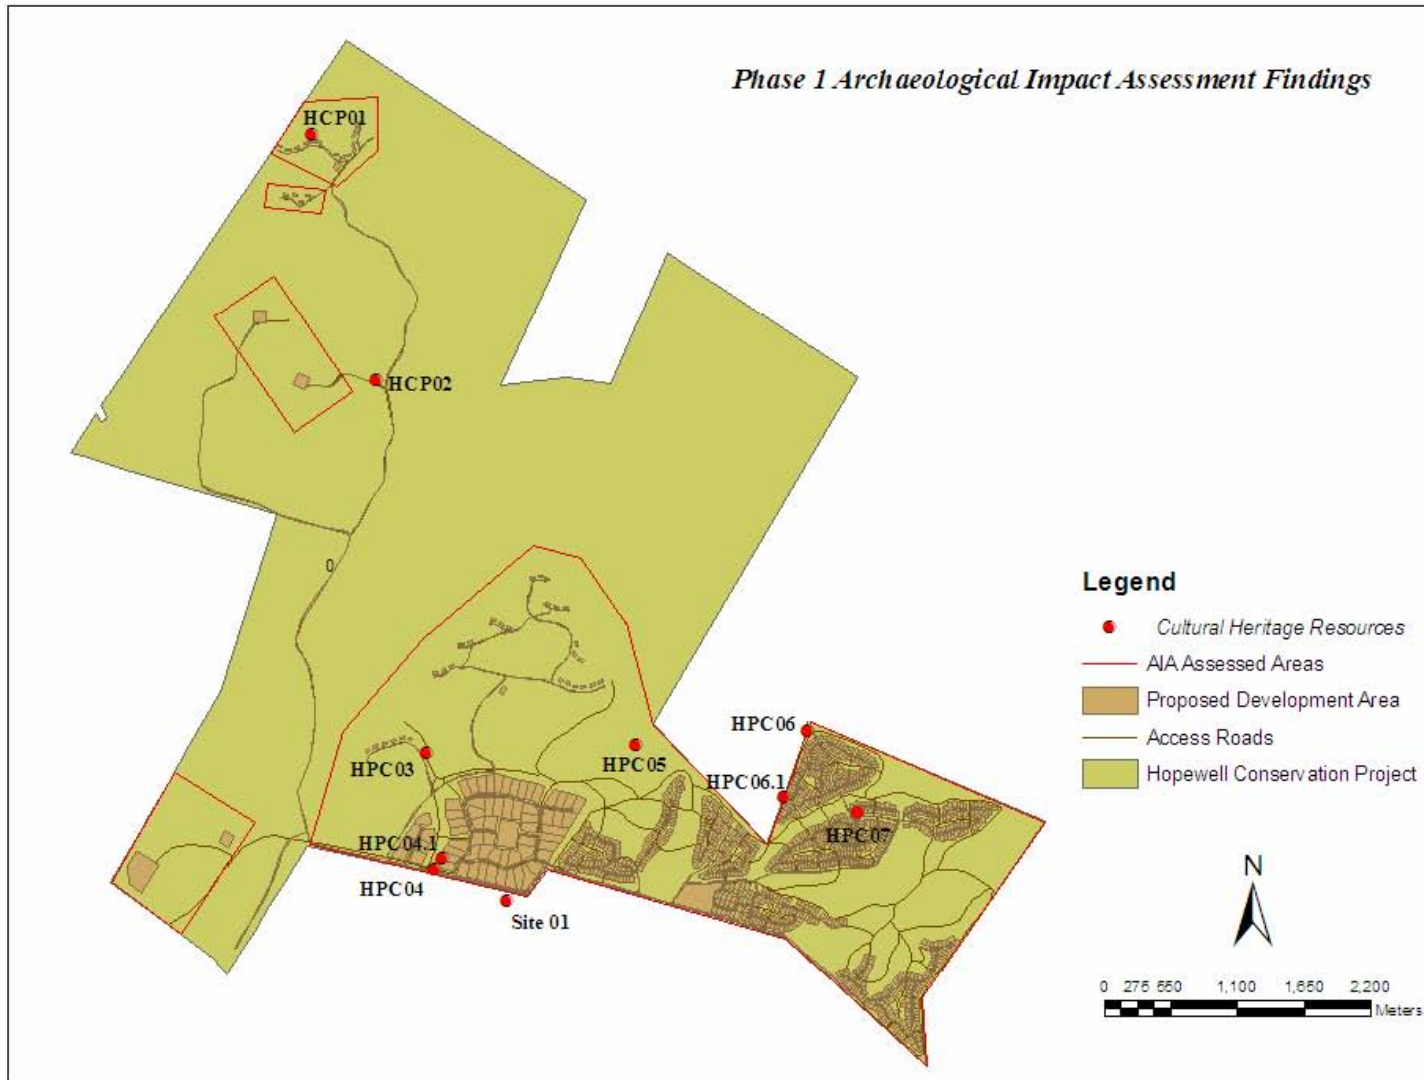 Phase 1 Archaeological Impact Assessment Findings
HCP01
HCP02
0
HPC03
HPC05
HPC06
HPC06.1
HPC07
HPC04.1
HPC04
Site 01
Legend
Cultural Heritage Resources
AIA Assessed Areas
Proposed Development Area
Access Roads
Hopewell Conservation Project
N
0 275 550 1,100 1,650 2,200
Meters